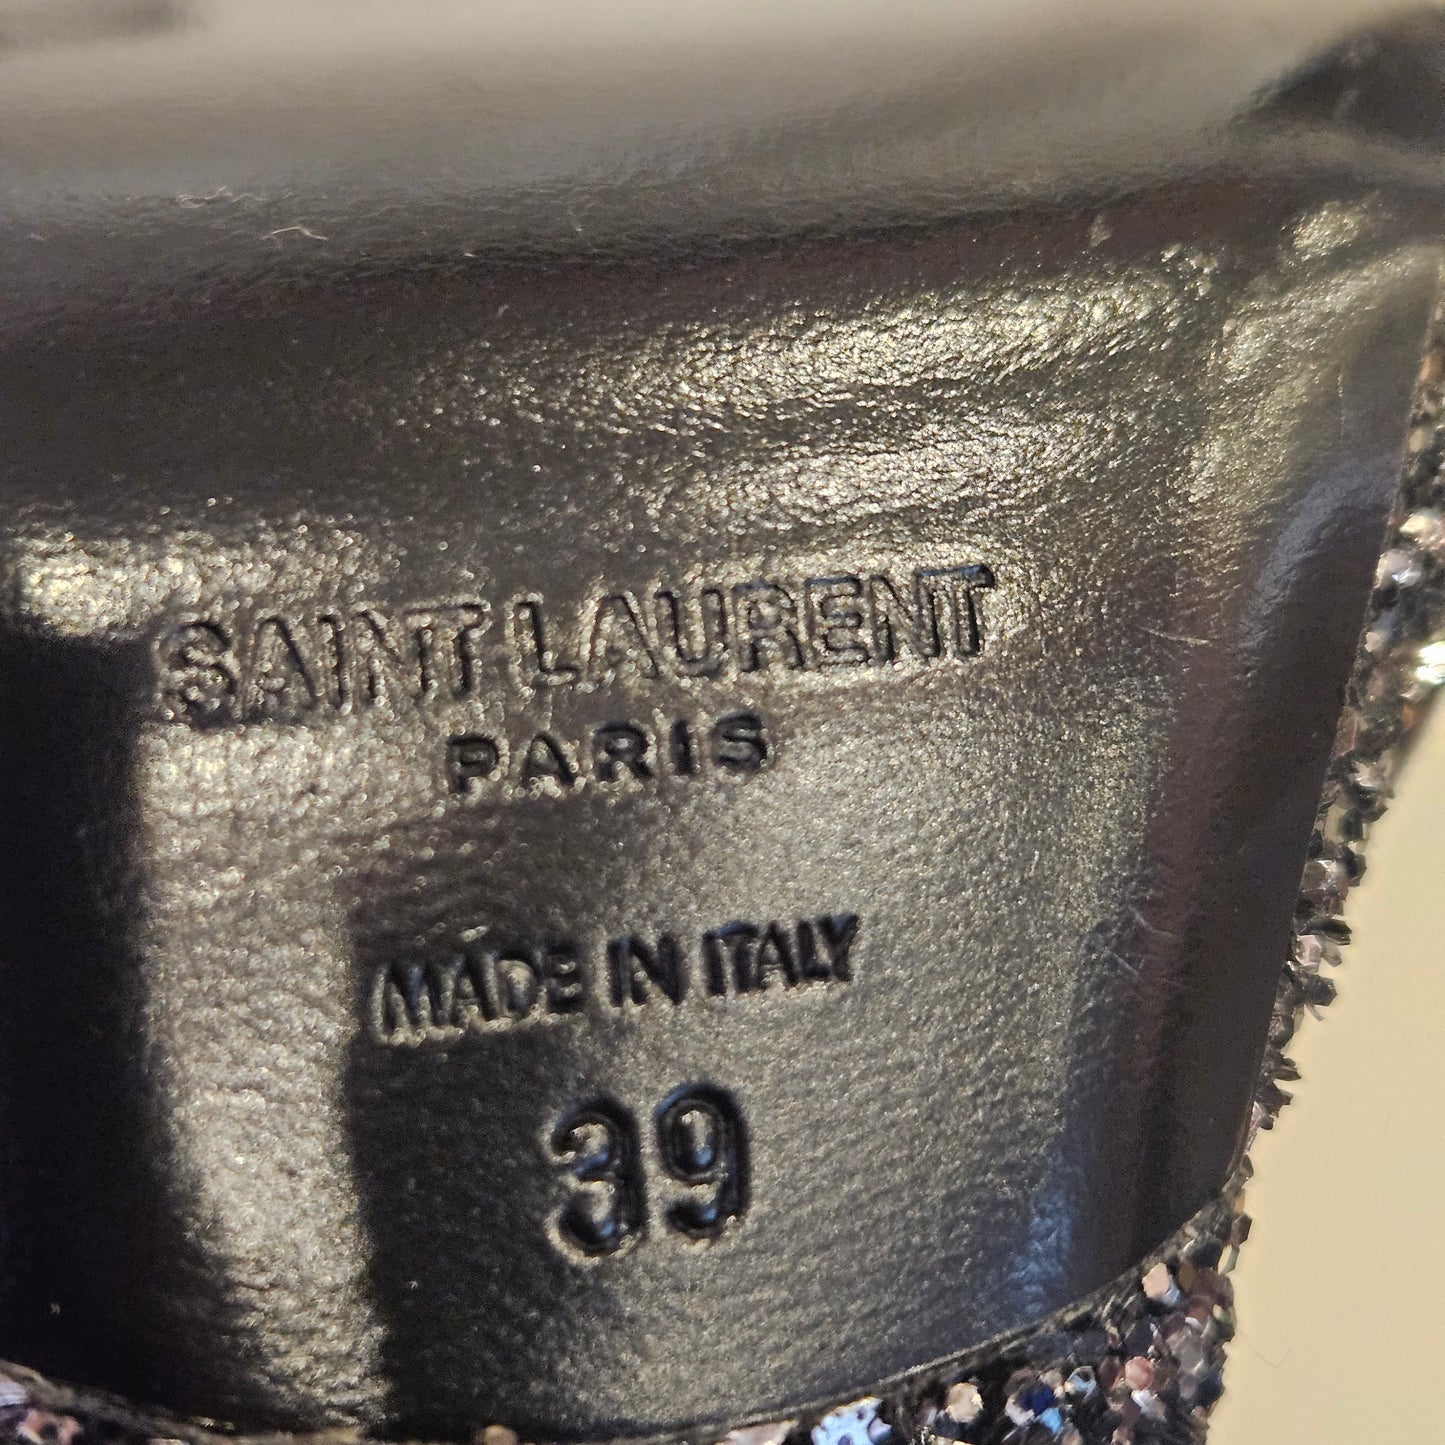 SAINT LAURENT
PARIS
MADE IN ITALY
39